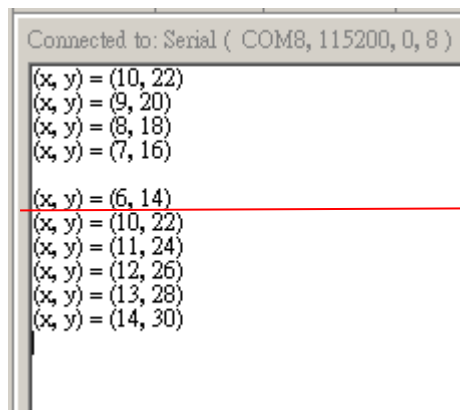 Connected to: Serial ( COM8, 115200, 0, 8 )
(x, y) = (10, 22)
(x, y) = (9, 20)
(x, y) = (8, 18)
(x, y) = (7, 16)
(x, y) = (6, 14)
(x, y) = (10, 22)
(x, y) = (11, 24)
(x, y) = (12, 26)
(x, y) = (13, 28)
(x, y) = (14, 30)